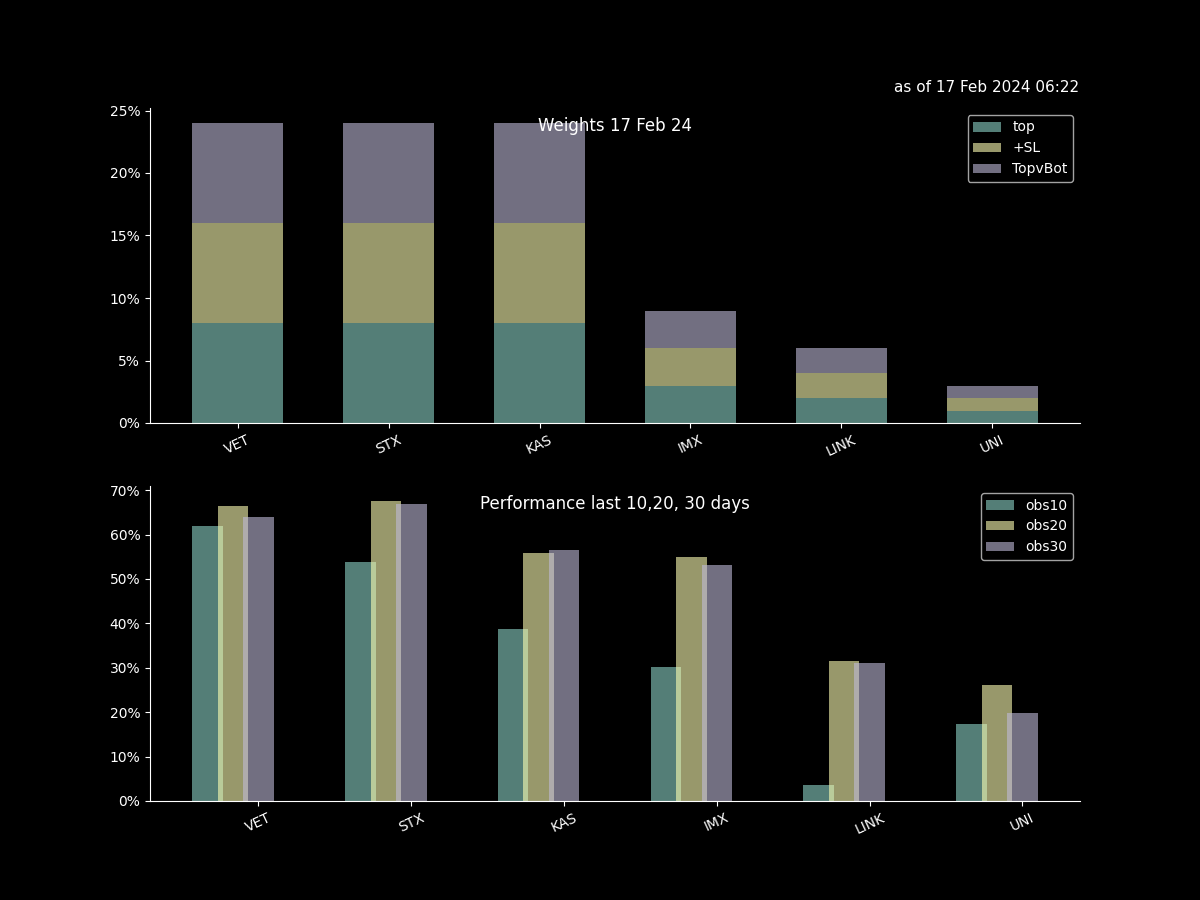 as of 17 Feb 2024 06:22
Weights 17 Feb 24
25%
20%
15%
10%
5%
0%
top
+SL
TopvBot
VET STX KAS IMX LINK UNI
Performance last 10,20, 30 days
70%
60%
50%
40%
30%
20%
10%
0%
obs10
obs20
obs30
VET STX KAS IMX LINK UNI